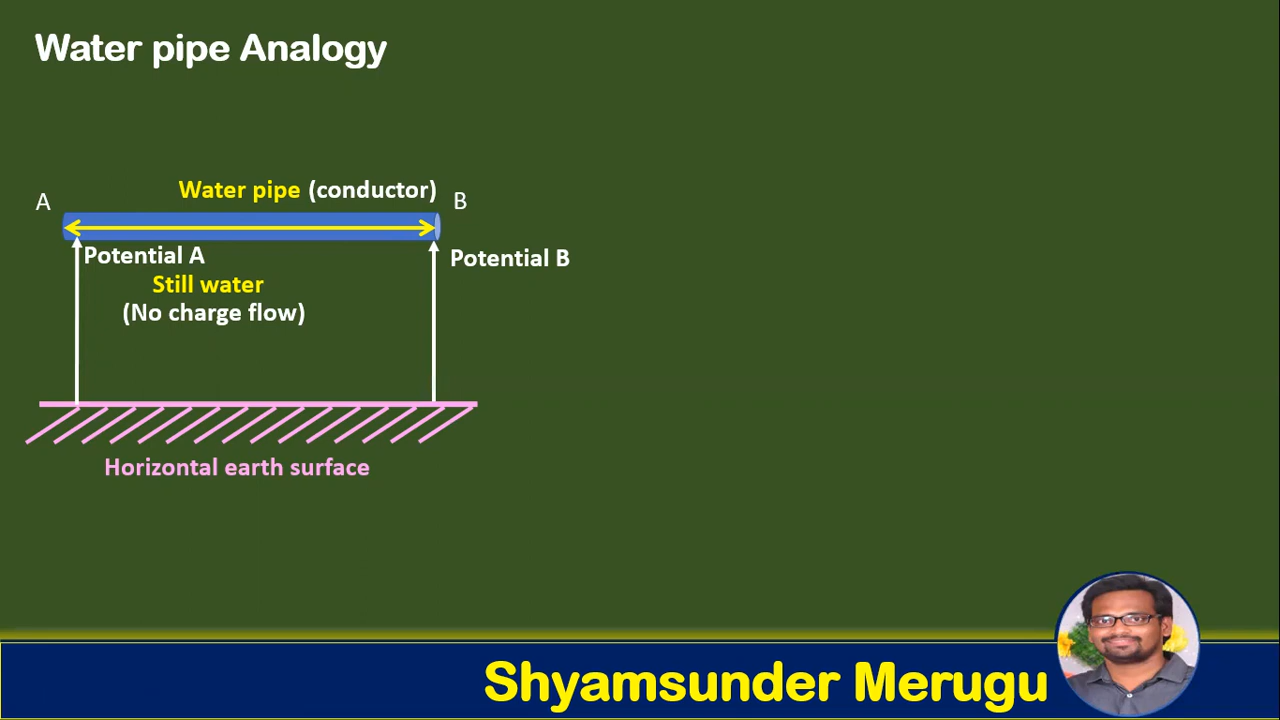 Water pipe Analogy
Water pipe (conductor)
A
B
Potential A
Potential B
Still water
(No charge flow)
Horizontal earth surface
Shyamsunder Merugu